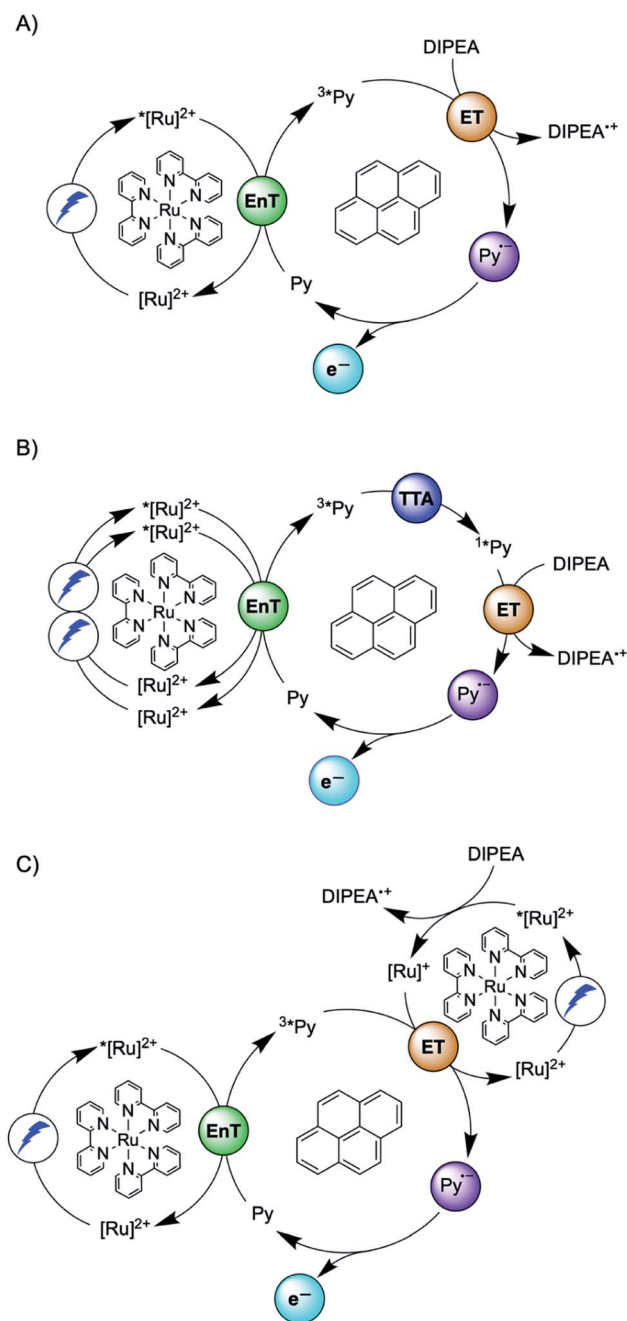 A)
DIPEA
³*Py
*[Ru]²⁺
ET
DIPEA•⁺
N N
N Ru N
N N
EnT
Py•⁻
[Ru]²⁺
Py
e⁻
B)
*[Ru]²⁺
*[Ru]²⁺
³*Py
TTA
¹*Py
DIPEA
N N
N Ru N
N N
EnT
ET
DIPEA•⁺
[Ru]²⁺
[Ru]²⁺
Py
Py•⁻
e⁻
C)
DIPEA
DIPEA•⁺
*[Ru]²⁺
[Ru]⁺
N N
N Ru N
N N
³*Py
*[Ru]²⁺
ET
[Ru]²⁺
N N
N Ru N
N N
EnT
Py•⁻
[Ru]²⁺
Py
e⁻